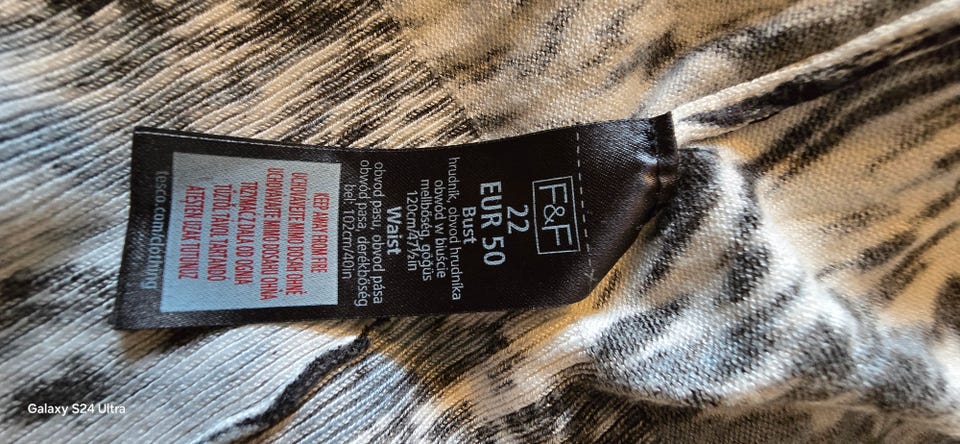 F&F
22
EUR 50
Bust
hrudník, obvod hrudníka
obwód w biuście
mellbőség, göğüs
120cm/47½in
Waist
obvod pasu, obvod pása
obwód pasa, derékbőség
bel, 102cm/40in
KEEP AWAY FROM FIRE
UCHOVÁVEJTE MIMO DOSAH OHNĚ
UCHOVÁVAJTE MIMO DOSAHU OHŇA
TRZYMAĆ Z DALA OD OGNIA
TŰZTŐL TÁVOL TARTANDÓ
ATEŞTEN UZAK TUTUNUZ
tesco.com/clothing
Galaxy S24 Ultra